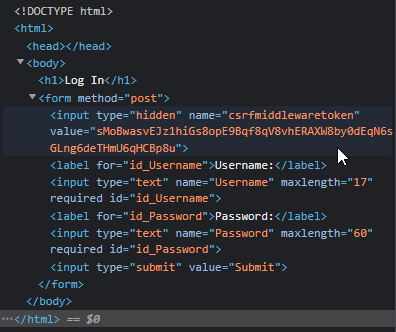 <!DOCTYPE html>
<html>
<head></head>
<body>
<h1>Log In</h1>
<form method="post">
<input type="hidden" name="csrfmiddlewaretoken"
value="sMoBwasvEJz1hiGs8opE9Bqf8qV8vhERAXW8by0dEqN6s
GLng6deTHmU6qHCBp8u">
<label for="id_Username">Username:</label>
<input type="text" name="Username" maxlength="17"
required id="id_Username">
<label for="id_Password">Password:</label>
<input type="text" name="Password" maxlength="60"
required id="id_Password">
<input type="submit" value="Submit">
</form>
</body>
…</html> == $0